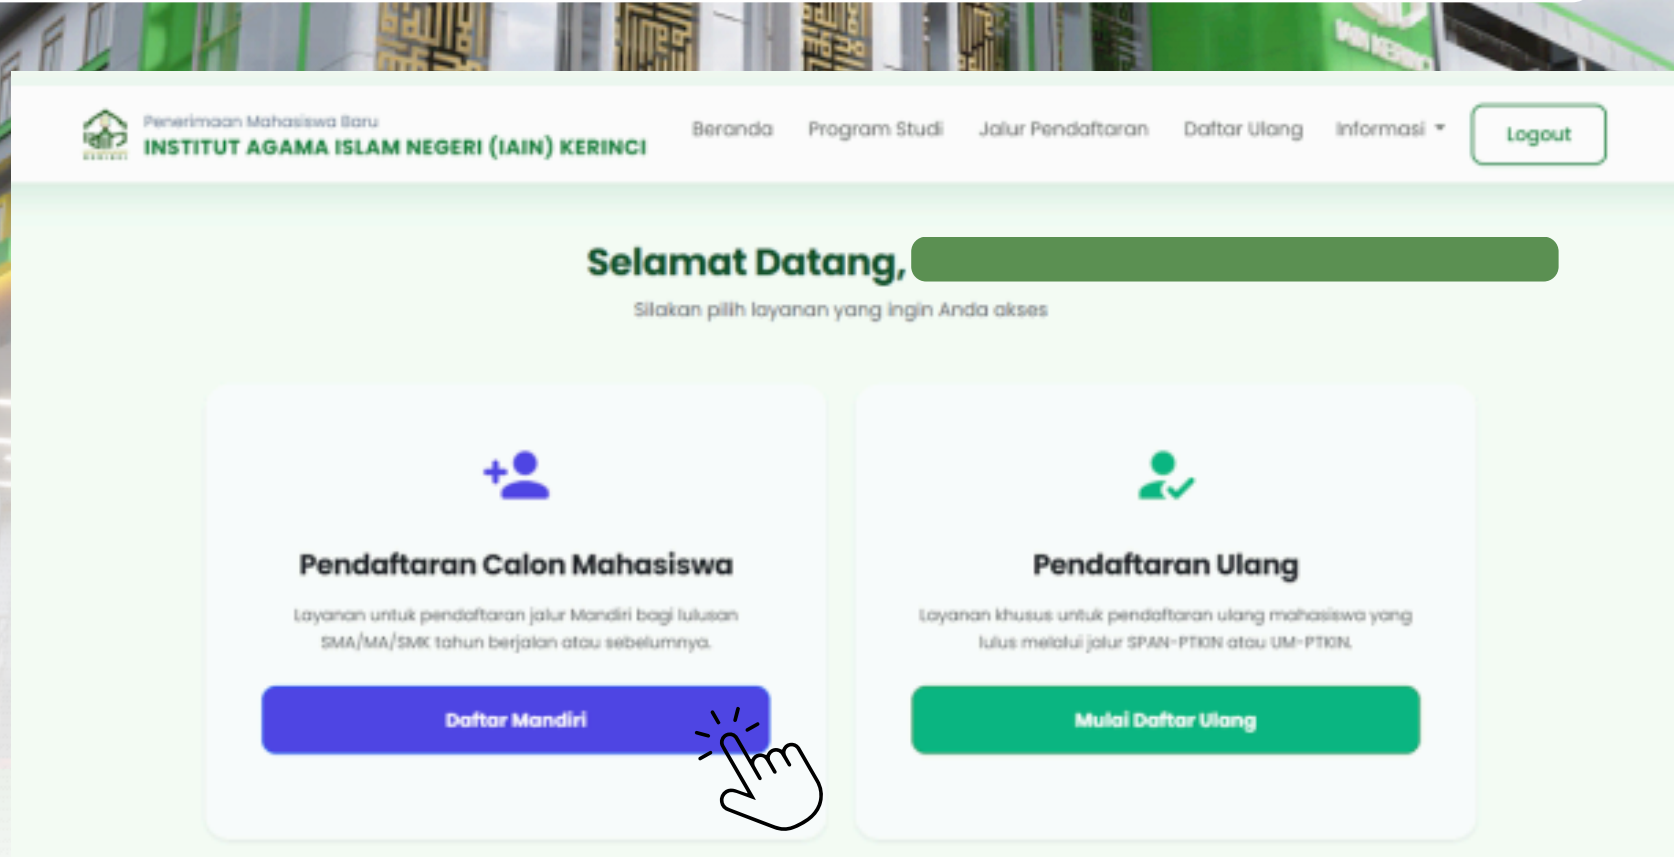 IAIN KERINCI
Penerimaan Mahasiswa Baru
INSTITUT AGAMA ISLAM NEGERI (IAIN) KERINCI
Beranda
Program Studi
Jalur Pendaftaran
Daftar Ulang
Informasi
Logout
Selamat Datang,
Silakan pilih layanan yang ingin Anda akses
Pendaftaran Calon Mahasiswa
Layanan untuk pendaftaran jalur Mandiri bagi lulusan
SMA/MA/SMK tahun berjalan atau sebelumnya.
Daftar Mandiri
Pendaftaran Ulang
Layanan khusus untuk pendaftaran ulang mahasiswa yang
lulus melalui jalur SPAN-PTKIN atau UM-PTKIN.
Mulai Daftar Ulang